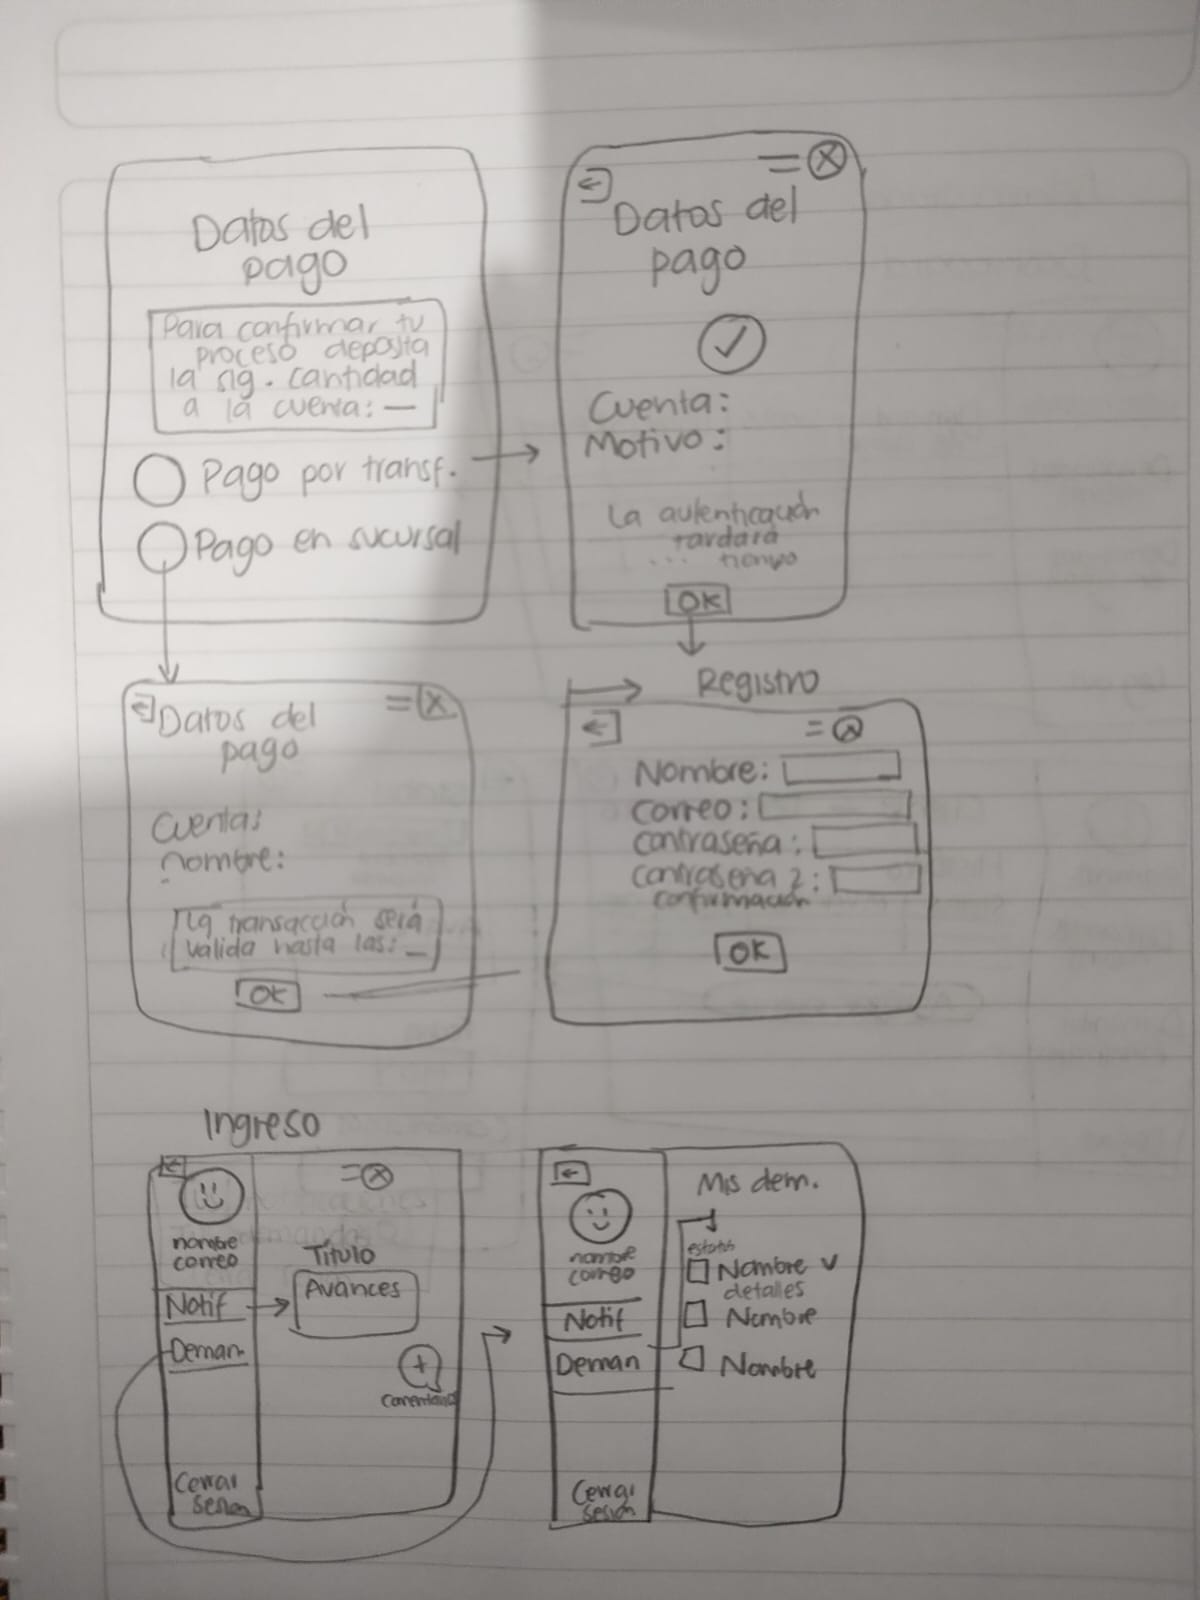 Datos del
pago
Para confirmar tu
proceso deposita
la sig. cantidad
a la cuenta: —
Pago por transf.
Pago en sucursal
Datos del
pago
Cuenta:
Motivo:
La autenticación
tardará
... tiempo
OK
Datos del
pago
Cuenta:
nombre:
La transacción será
valida hasta las: _
OK
Registro
Nombre:
Correo:
contraseña:
contraseña 2:
confirmación
OK
Ingreso
nombre
correo
Notif
Deman
Cerrar
sesion
Título
Avances
+
Comentario
nombre
correo
Notif
Deman
Cerrar
sesión
Mis dem.
estatus
Nombre v
detalles
Nombre
Nombre